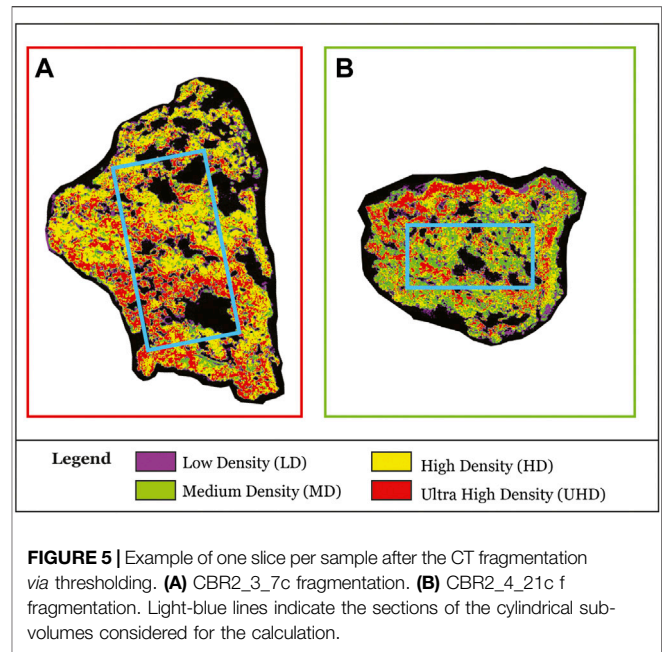 A
B
Legend
Low Density (LD)
High Density (HD)
Medium Density (MD)
Ultra High Density (UHD)
FIGURE 5 | Example of one slice per sample after the CT fragmentation
via thresholding. (A) CBR2_3_7c fragmentation. (B) CBR2_4_21c f
fragmentation. Light-blue lines indicate the sections of the cylindrical sub-
volumes considered for the calculation.